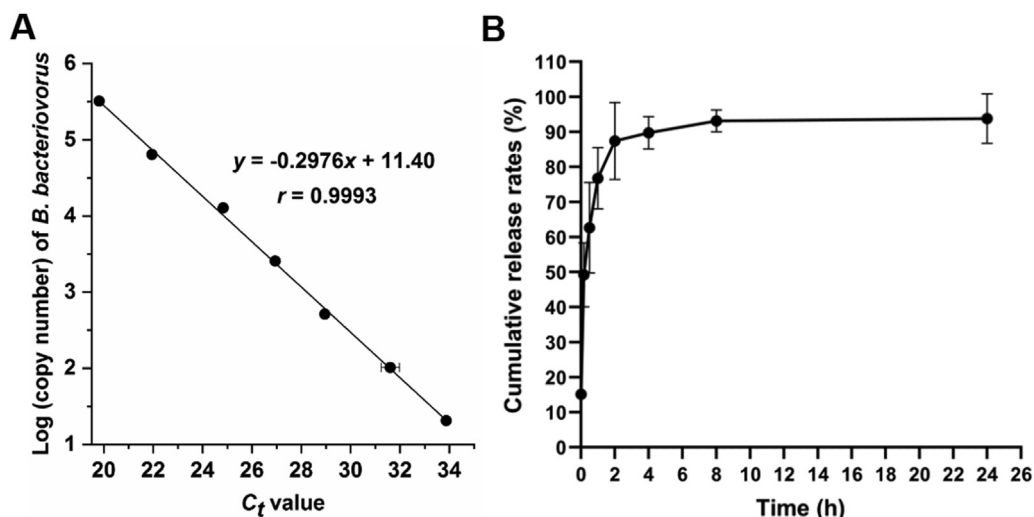 A
Log (copy number) of B. bacteriovorus
6
5
4
3
2
1
y = -0.2976x + 11.40
r = 0.9993
20 22 24 26 28 30 32 34
Ct value
B
Cumulative release rates (%)
110
100
90
80
70
60
50
40
30
20
10
0
0 2 4 6 8 10 12 14 16 18 20 22 24 26
Time (h)